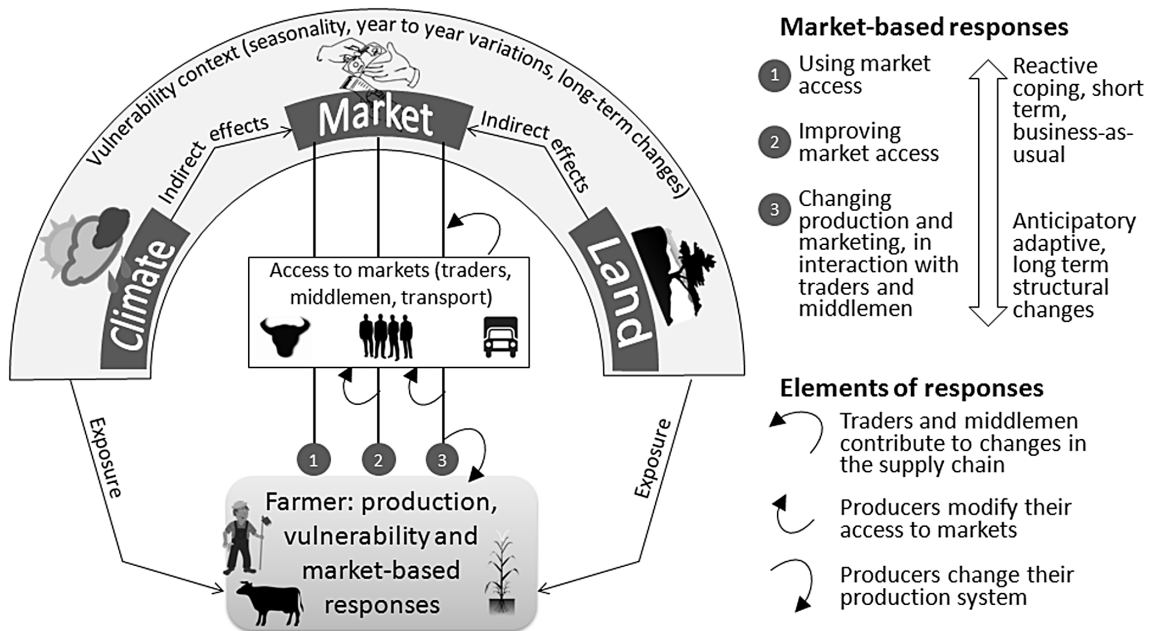 Vulnerability context (seasonality, year to year variations, long-term changes)
Market
Indirect effects
Indirect effects
Climate
Land
Access to markets (traders,
middlemen, transport)
Exposure
Exposure
1
2
3
Farmer: production,
vulnerability and
market-based
responses
Market-based responses
1
Using market
access
2
Improving
market access
3
Changing
production and
marketing, in
interaction with
traders and
middlemen
Reactive
coping, short
term,
business-as-
usual
Anticipatory
adaptive,
long term
structural
changes
Elements of responses
Traders and middlemen
contribute to changes in
the supply chain
Producers modify their
access to markets
Producers change their
production system